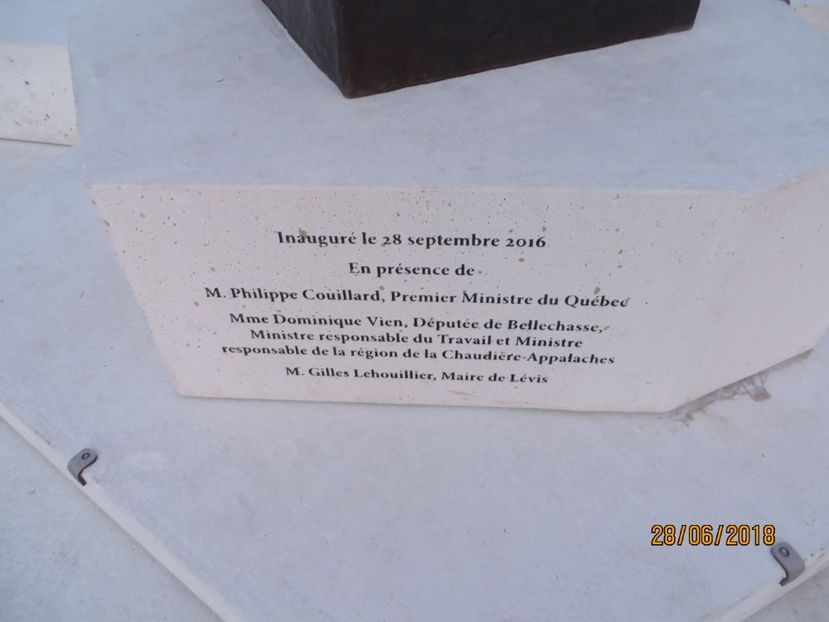 Inauguré le 28 septembre 2016
En présence de
M. Philippe Couillard, Premier Ministre du Québec
Mme Dominique Vien, Députée de Bellechasse,
Ministre responsable du Travail et Ministre
responsable de la région de la Chaudière-Appalaches
M. Gilles Lehouillier, Maire de Lévis
28/06/2018